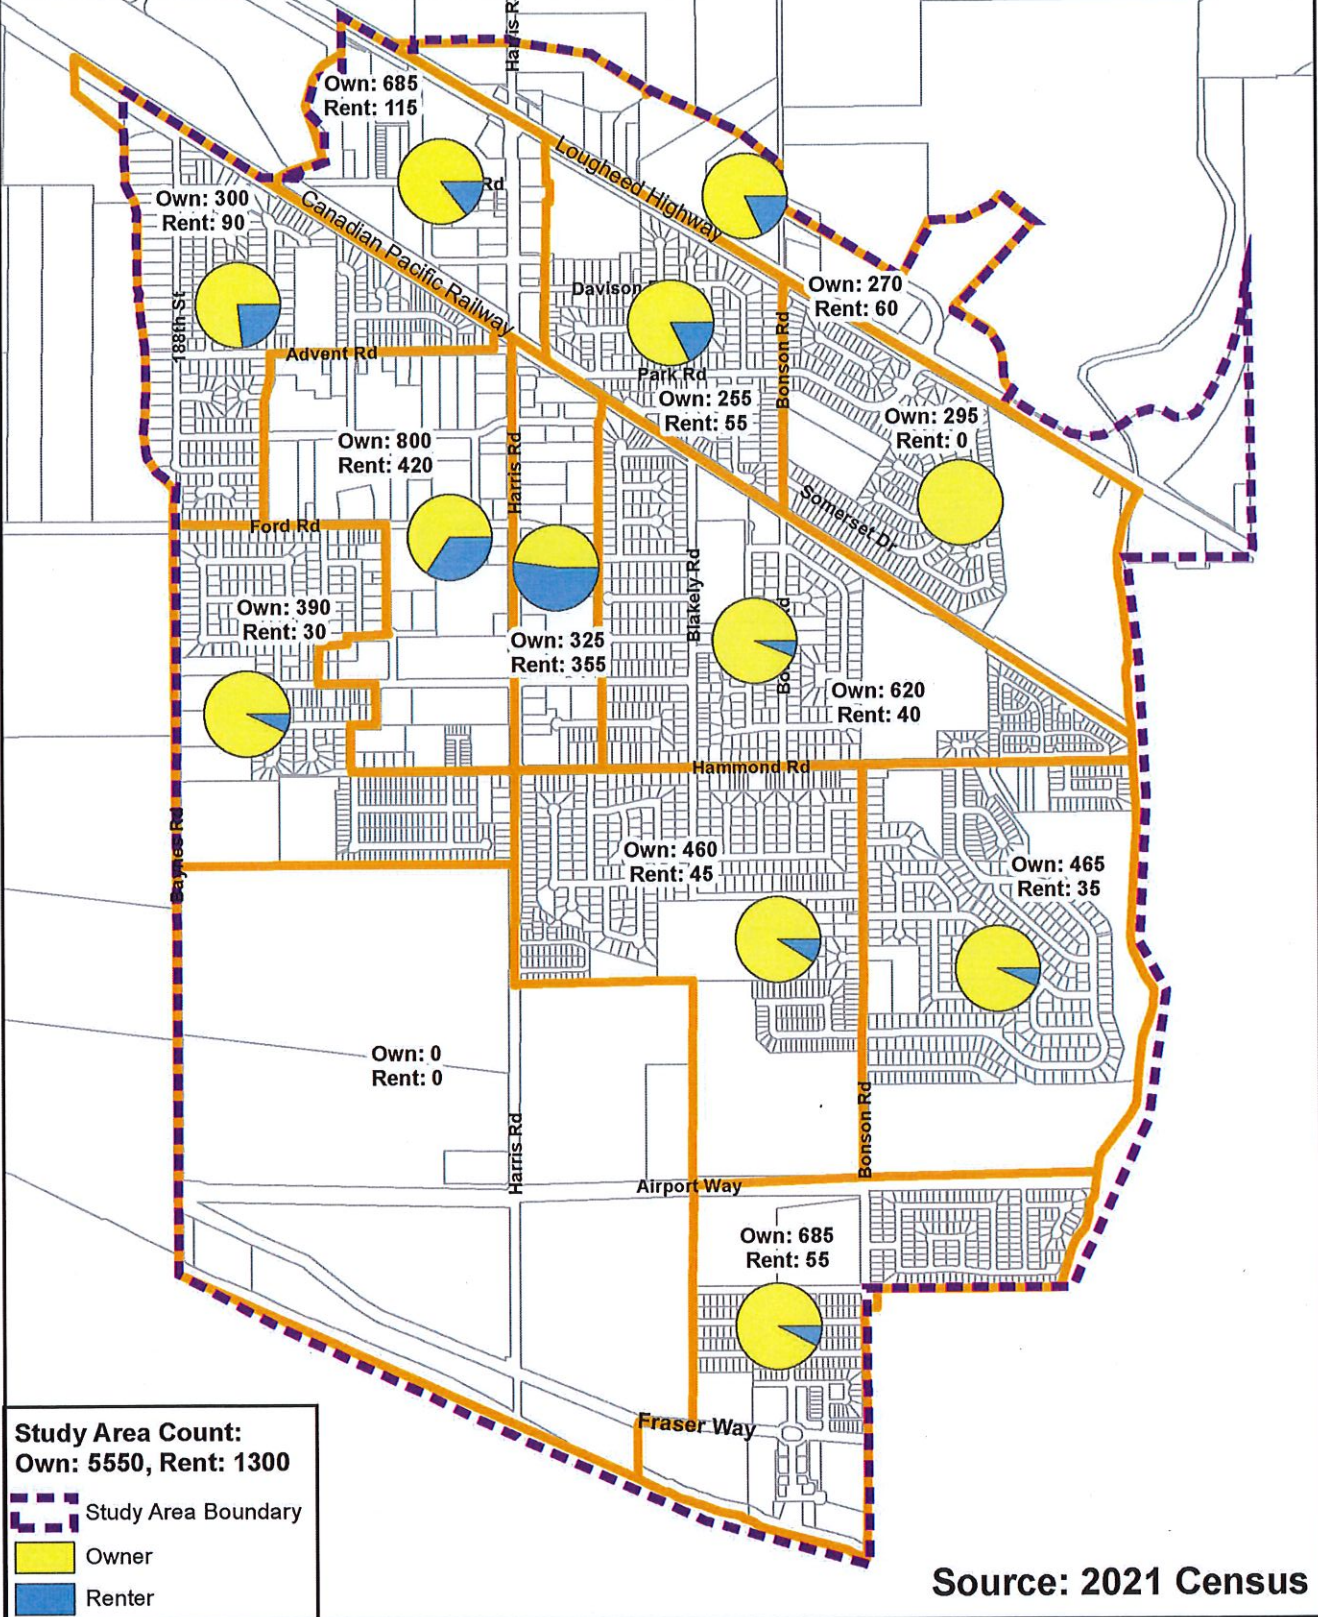 Harris R
Own: 685
Rent: 115
Lougheed Highway
Rd
Own: 300
Rent: 90
Canadian Pacific Railway
Own: 270
Rent: 60
Davison
188th St
Bonson Rd
Advent Rd
Park Rd
Own: 255
Rent: 55
Own: 295
Rent: 0
Own: 800
Rent: 420
Harris Rd
Somerset Dr
Ford Rd
Blakely Rd
Own: 390
Rent: 30
Own: 325
Rent: 355
Bo
d
Own: 620
Rent: 40
Hammond Rd
Baynes Rd
Own: 460
Rent: 45
Own: 465
Rent: 35
Own: 0
Rent: 0
Harris Rd
Bonson Rd
Airport Way
Own: 685
Rent: 55
Fraser Way
Study Area Count:
Own: 5550, Rent: 1300
Study Area Boundary
Owner
Renter
Source: 2021 Census